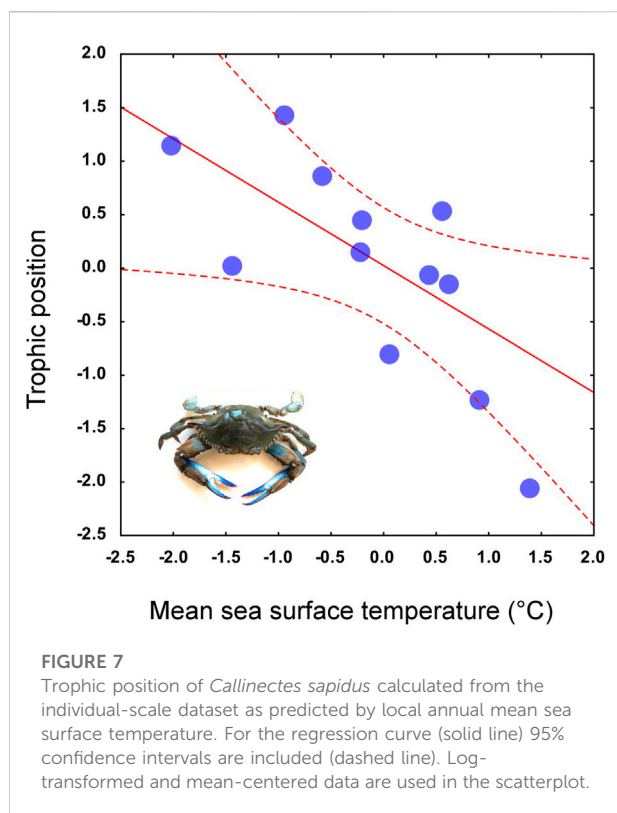 2.0
1.5
1.0
0.5
0.0
-0.5
-1.0
-1.5
-2.0
-2.5
Trophic position
-2.5 -2.0 -1.5 -1.0 -0.5 0.0 0.5 1.0 1.5 2.0
Mean sea surface temperature (°C)
FIGURE 7
Trophic position of Callinectes sapidus calculated from the
individual-scale dataset as predicted by local annual mean sea
surface temperature. For the regression curve (solid line) 95%
confidence intervals are included (dashed line). Log-
transformed and mean-centered data are used in the scatterplot.